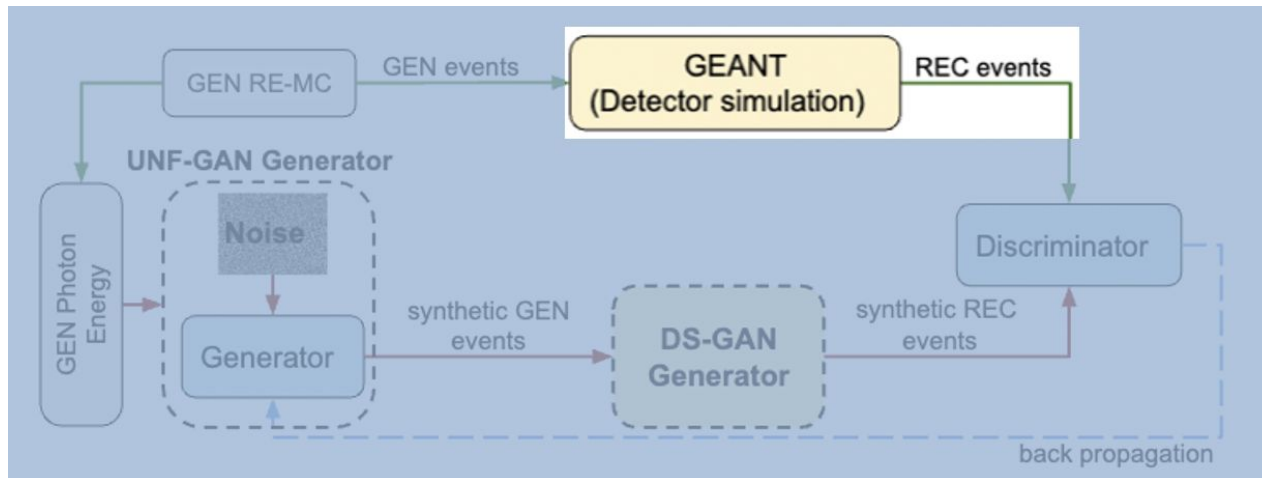 GEN RE-MC
GEN events
GEANT
(Detector simulation)
REC events
UNF-GAN Generator
Noise
GEN Photon
Energy
Generator
synthetic GEN
events
DS-GAN
Generator
synthetic REC
events
Discriminator
back propagation